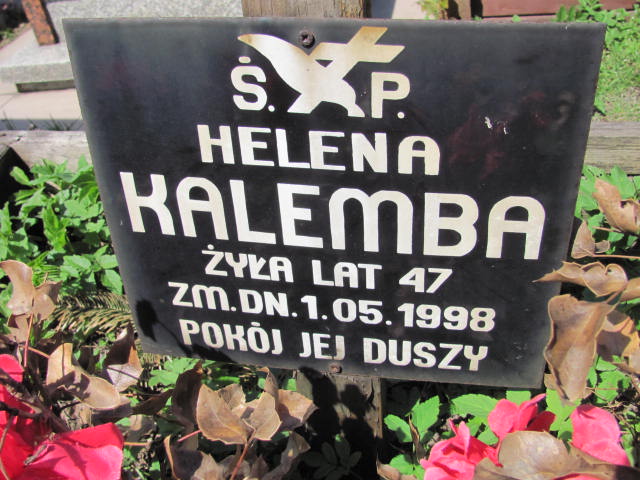 Ś. P.
HELENA
KALEMBA
ŻYŁA LAT 47
ZM. DN. 1.05.1998
POKÓJ JEJ DUSZY